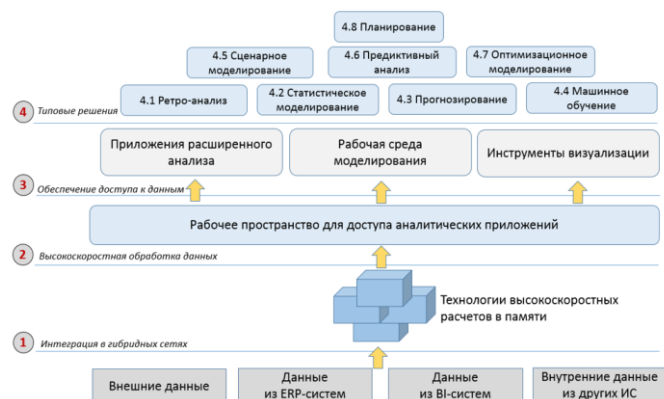 4.8 Планирование
4.5 Сценарное
моделирование
4.6 Предиктивный
анализ
4.7 Оптимизационное
моделирование
4.1 Ретро-анализ
4.2 Статистическое
моделирование
4.3 Прогнозирование
4.4 Машинное
обучение
4 Типовые решения
Приложения расширенного
анализа
Рабочая среда
моделирования
Инструменты визуализации
3 Обеспечение доступа к данным
Рабочее пространство для доступа аналитических приложений
2 Высокоскоростная обработка данных
Технологии высокоскоростных
расчетов в памяти
1 Интеграция в гибридных сетях
Внешние данные
Данные
из ERP-систем
Данные
из BI-систем
Внутренние данные
из других ИС